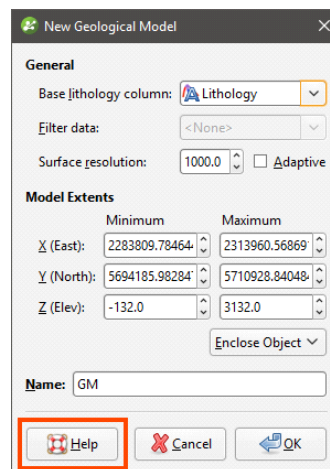 New Geological Model
General
Base lithology column: Lithology
Filter data: <None>
Surface resolution: 1000.0 Adaptive
Model Extents
Minimum Maximum
X (East): 2283809.78464 2313960.56869
Y (North): 5694185.98284 5710928.84048
Z (Elev): -132.0 3132.0
Enclose Object
Name: GM
Help Cancel OK